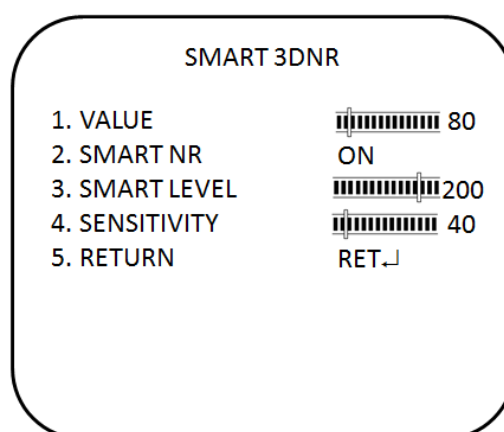 SMART 3DNR
1. VALUE 80
2. SMART NR ON
3. SMART LEVEL 200
4. SENSITIVITY 40
5. RETURN RET↵